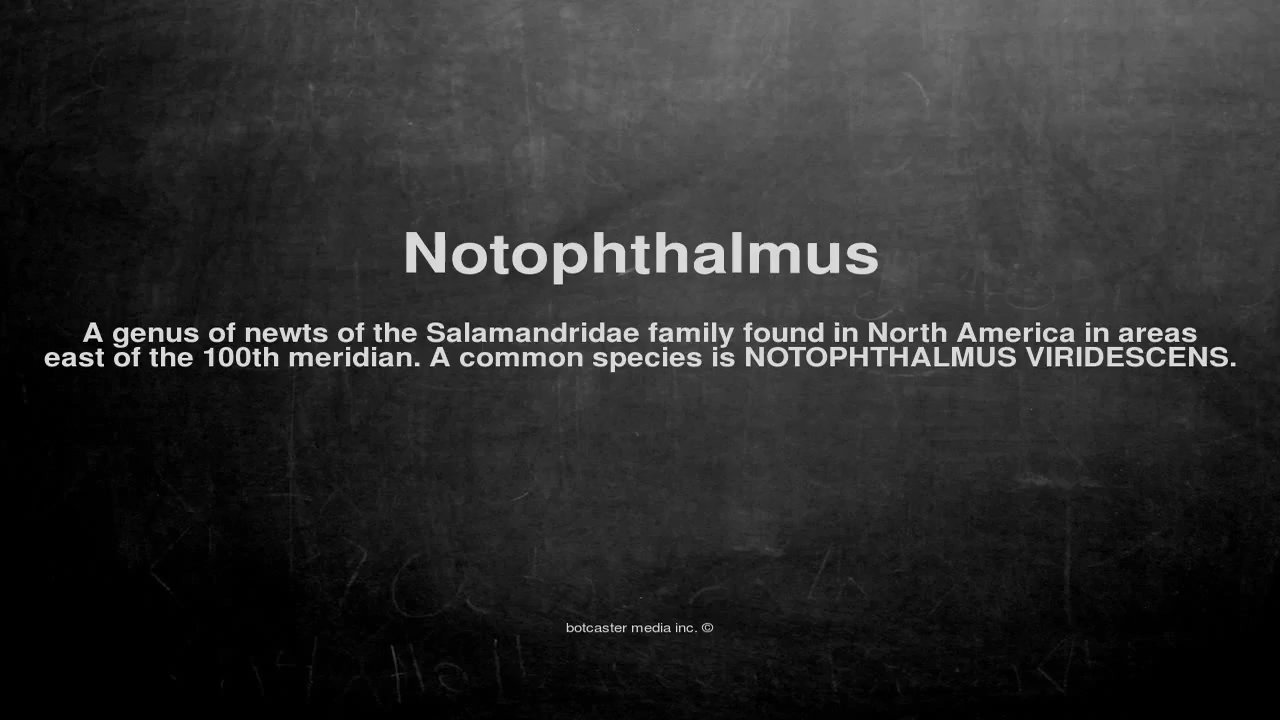 Notophthalmus
A genus of newts of the Salamandridae family found in North America in areas
east of the 100th meridian. A common species is NOTOPHTHALMUS VIRIDESCENS.
botcaster media inc. ©